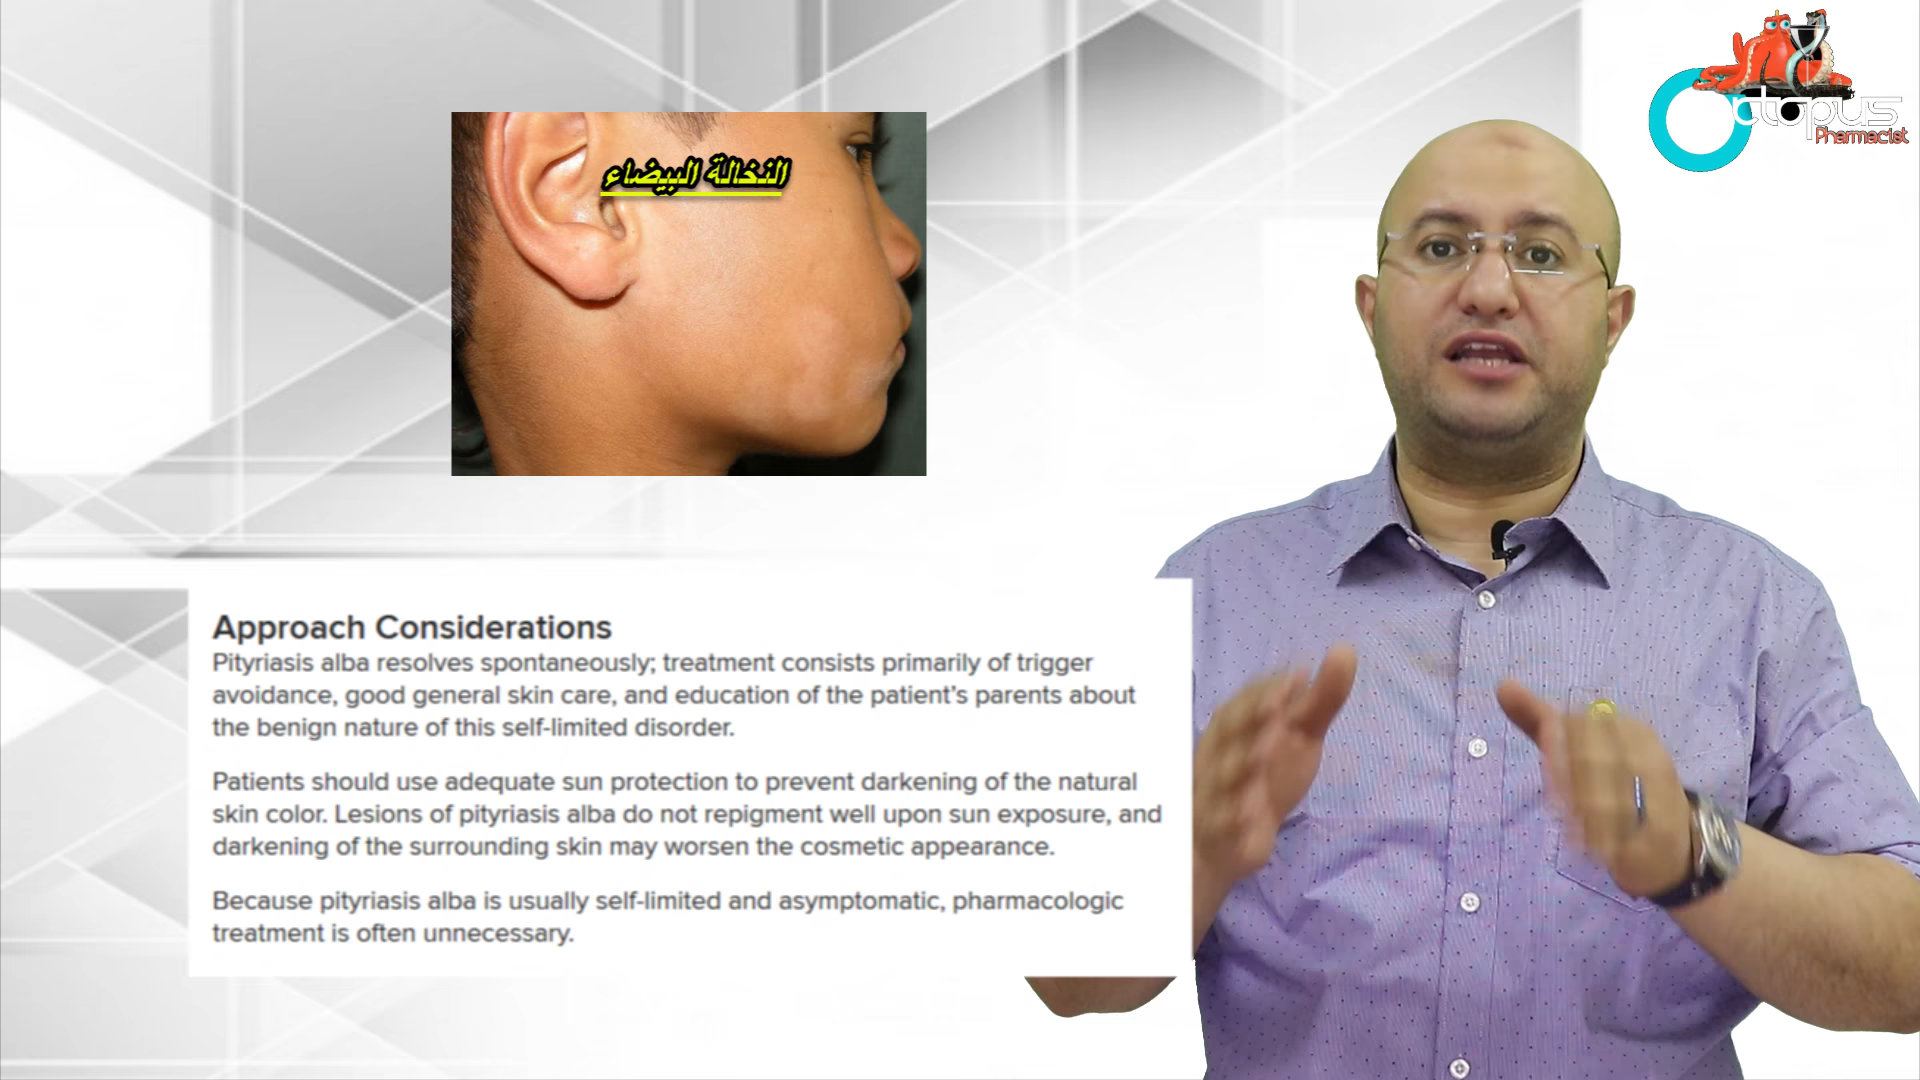 Octopus
Pharmacist
النخالة البيضاء
Approach Considerations
Pityriasis alba resolves spontaneously; treatment consists primarily of trigger
avoidance, good general skin care, and education of the patient's parents about
the benign nature of this self-limited disorder.
Patients should use adequate sun protection to prevent darkening of the natural
skin color. Lesions of pityriasis alba do not repigment well upon sun exposure, and
darkening of the surrounding skin may worsen the cosmetic appearance.
Because pityriasis alba is usually self-limited and asymptomatic, pharmacologic
treatment is often unnecessary.